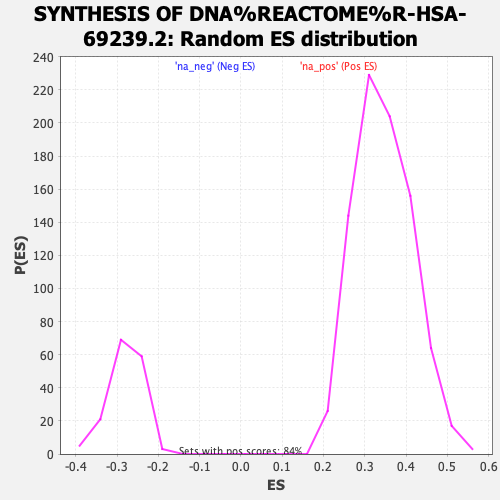 SYNTHESIS OF DNA%REACTOME%R-HSA-
69239.2: Random ES distribution
'na_neg' (Neg ES) 'na_pos' (Pos ES)
240
220
200
180
160
140
120
100
80
60
40
20
0
P(ES)
Sets with pos scores: 84%
-0.4 -0.3 -0.2 -0.1 0.0 0.1 0.2 0.3 0.4 0.5 0.6
ES